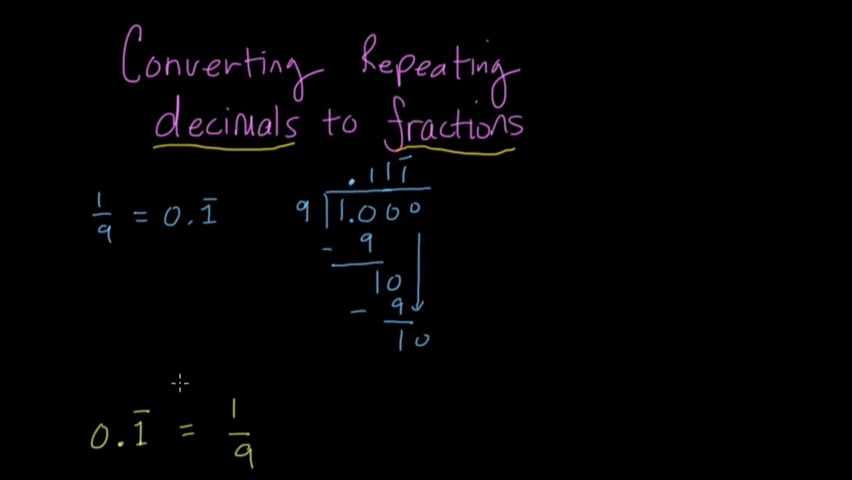 Converting Repeating
decimals to fractions
1/9 = 0.1̅
.111̅
9 1.000
- 9
10
- 9
10
0.1̅ = 1/9